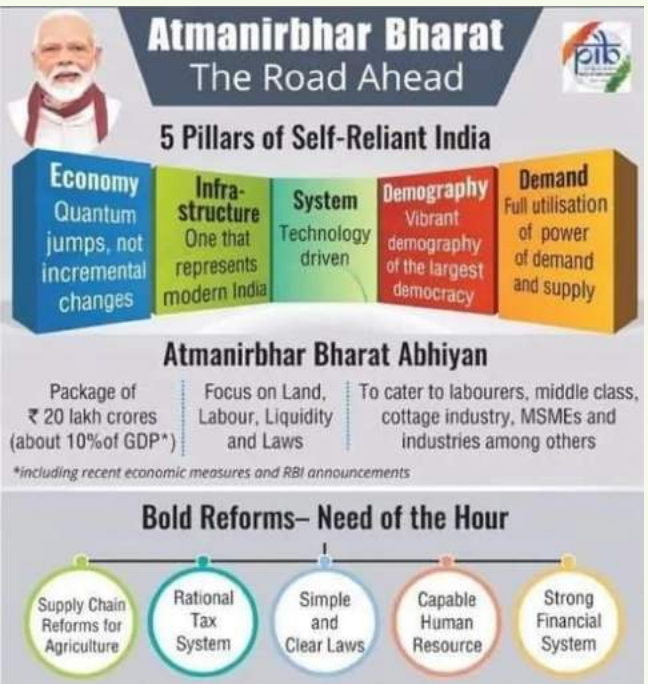 Atmanirbhar Bharat
The Road Ahead
pib
5 Pillars of Self-Reliant India
Economy
Quantum
jumps, not
incremental
changes
Infra-
structure
One that
represents
modern India
System
Technology
driven
Demography
Vibrant
demography
of the largest
democracy
Demand
Full utilisation
of power
of demand
and supply
Atmanirbhar Bharat Abhiyan
Package of
₹ 20 lakh crores
(about 10%of GDP*)
Focus on Land,
Labour, Liquidity
and Laws
To cater to labourers, middle class,
cottage industry, MSMEs and
industries among others
*including recent economic measures and RBI announcements
Bold Reforms– Need of the Hour
Supply Chain
Reforms for
Agriculture
Rational
Tax
System
Simple
and
Clear Laws
Capable
Human
Resource
Strong
Financial
System